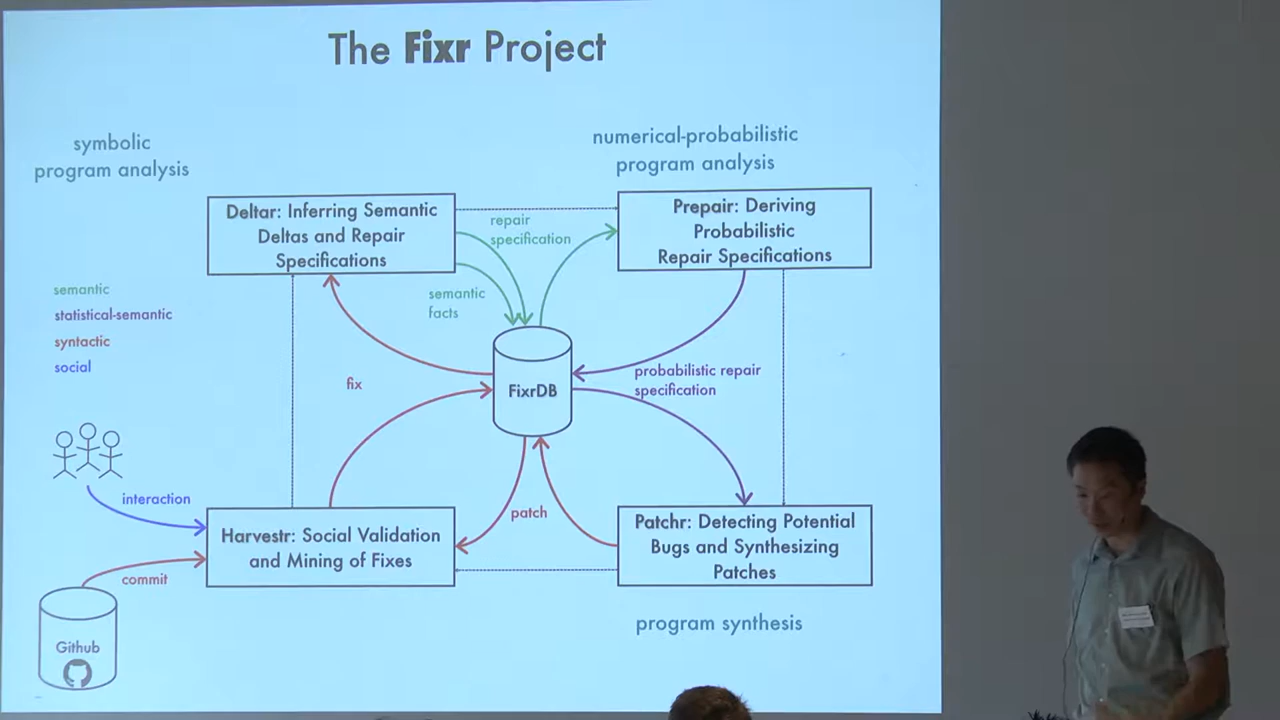 The Fixr Project
symbolic
program analysis
numerical-probabilistic
program analysis
Deltar: Inferring Semantic
Deltas and Repair
Specifications
repair
specification
Prepair: Deriving
Probabilistic
Repair Specifications
semantic
facts
semantic
statistical-semantic
syntactic
social
fix
FixrDB
probabilistic repair
specification
interaction
commit
Harvestr: Social Validation
and Mining of Fixes
patch
Patchr: Detecting Potential
Bugs and Synthesizing
Patches
program synthesis
Github